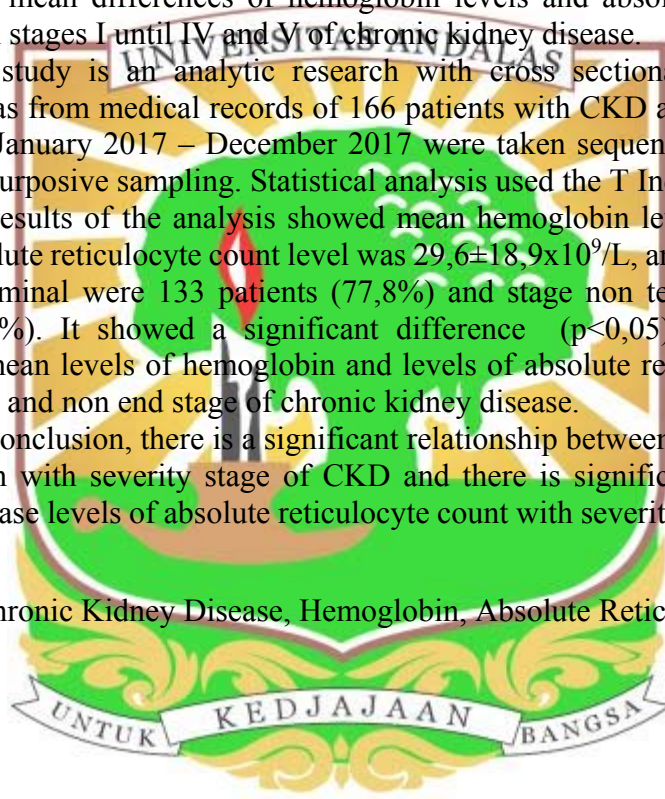 mean differences of hemoglobin levels and absol
stages I until IV and V of chronic kidney disease.
UNIVERSITAS ANDALAS
study is an analytic research with cross section
as from medical records of 166 patients with CKD a
January 2017 – December 2017 were taken sequen
urposive sampling. Statistical analysis used the T In
esults of the analysis showed mean hemoglobin le
lute reticulocyte count level was 29,6±18,9x10⁹/L, an
minal were 133 patients (77,8%) and stage non te
%). It showed a significant difference (p<0,05)
mean levels of hemoglobin and levels of absolute re
and non end stage of chronic kidney disease.
onclusion, there is a significant relationship between
n with severity stage of CKD and there is signific
ase levels of absolute reticulocyte count with severit
hronic Kidney Disease, Hemoglobin, Absolute Retic
UNTUK KEDJAJAAN BANGSA